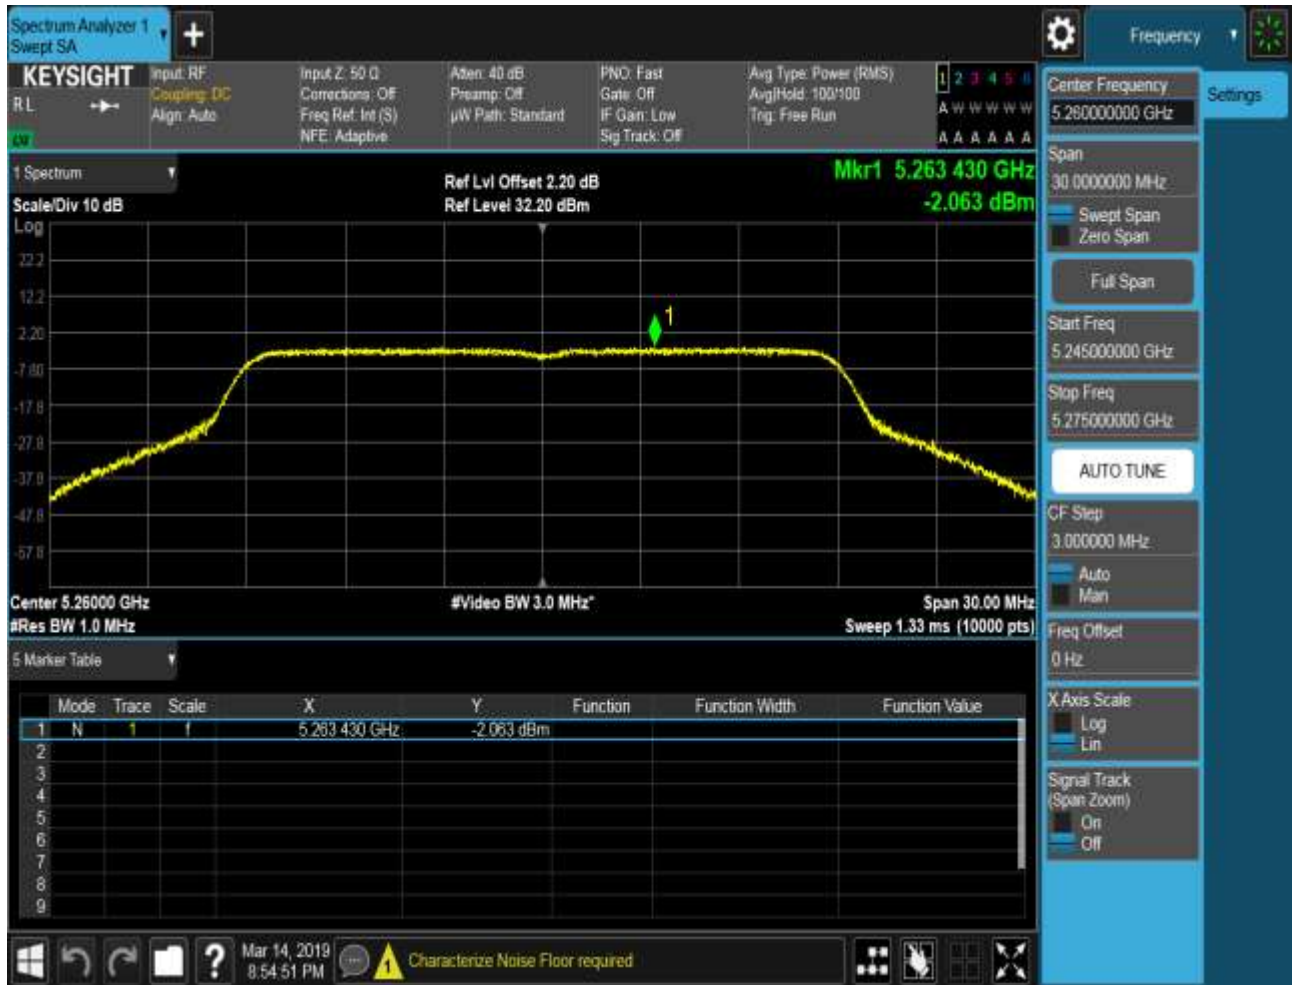 Spectrum Analyzer 1
Swept SA
Frequency
KEYSIGHT
R L
Input: RF
Coupling: DC
Align: Auto
Input Z: 50 Ω
Corrections: Off
Freq Ref: Int (S)
NFE: Adaptive
Atten: 40 dB
Preamp: Off
µW Path: Standard
PNO: Fast
Gate: Off
IF Gain: Low
Sig Track: Off
Avg Type: Power (RMS)
Avg|Hold: 100/100
Trig: Free Run
1 2 3 4 5 6
A W W W W W
A A A A A A
1 Spectrum
Scale/Div 10 dB
Ref Lvl Offset 2.20 dB
Ref Level 32.20 dBm
Mkr1 5.263 430 GHz
-2.063 dBm
Log
22.2
12.2
2.20
-7.80
-17.8
-27.8
-37.8
-47.8
-57.8
1
Center 5.26000 GHz
#Res BW 1.0 MHz
#Video BW 3.0 MHz*
Span 30.00 MHz
Sweep 1.33 ms (10000 pts)
5 Marker Table
Mode Trace Scale X Y Function Function Width Function Value
1 N 1 f 5.263 430 GHz -2.063 dBm
2
3
4
5
6
7
8
9
Center Frequency
5.260000000 GHz
Settings
Span
30.0000000 MHz
Swept Span
Zero Span
Full Span
Start Freq
5.245000000 GHz
Stop Freq
5.275000000 GHz
AUTO TUNE
CF Step
3.000000 MHz
Auto
Man
Freq Offset
0 Hz
X Axis Scale
Log
Lin
Signal Track
(Span Zoom)
On
Off
?
Mar 14, 2019
8:54:51 PM
1
Characterize Noise Floor required